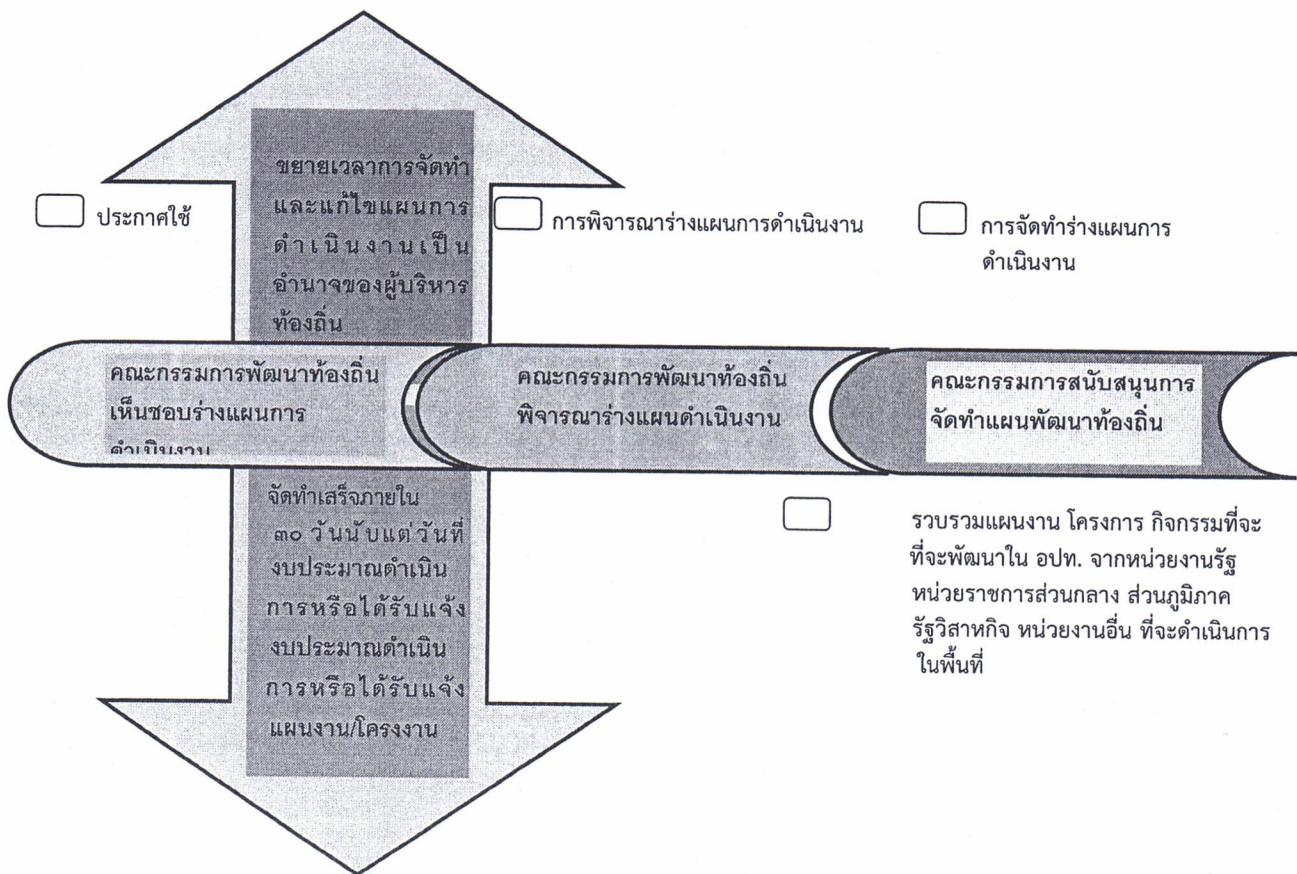 ขยายเวลาการจัดทำ
และแก้ไขแผนการ
ดำเนินงานเป็น
อำนาจของผู้บริหาร
ท้องถิ่น
ประกาศใช้
การพิจารณาร่างแผนการดำเนินงาน
การจัดทำร่างแผนการ
ดำเนินงาน
คณะกรรมการพัฒนาท้องถิ่น
เห็นชอบร่างแผนการ
ดำเนินงาน
คณะกรรมการพัฒนาท้องถิ่น
พิจารณาร่างแผนดำเนินงาน
คณะกรรมการสนับสนุนการ
จัดทำแผนพัฒนาท้องถิ่น
จัดทำเสร็จภายใน
๓๐ วันนับแต่วันที่
งบประมาณดำเนิน
การหรือได้รับแจ้ง
งบประมาณดำเนิน
การหรือได้รับแจ้ง
แผนงาน/โครงงาน
รวบรวมแผนงาน โครงการ กิจกรรมที่จะ
ที่จะพัฒนาใน อปท. จากหน่วยงานรัฐ
หน่วยราชการส่วนกลาง ส่วนภูมิภาค
รัฐวิสาหกิจ หน่วยงานอื่น ที่จะดำเนินการ
ในพื้นที่